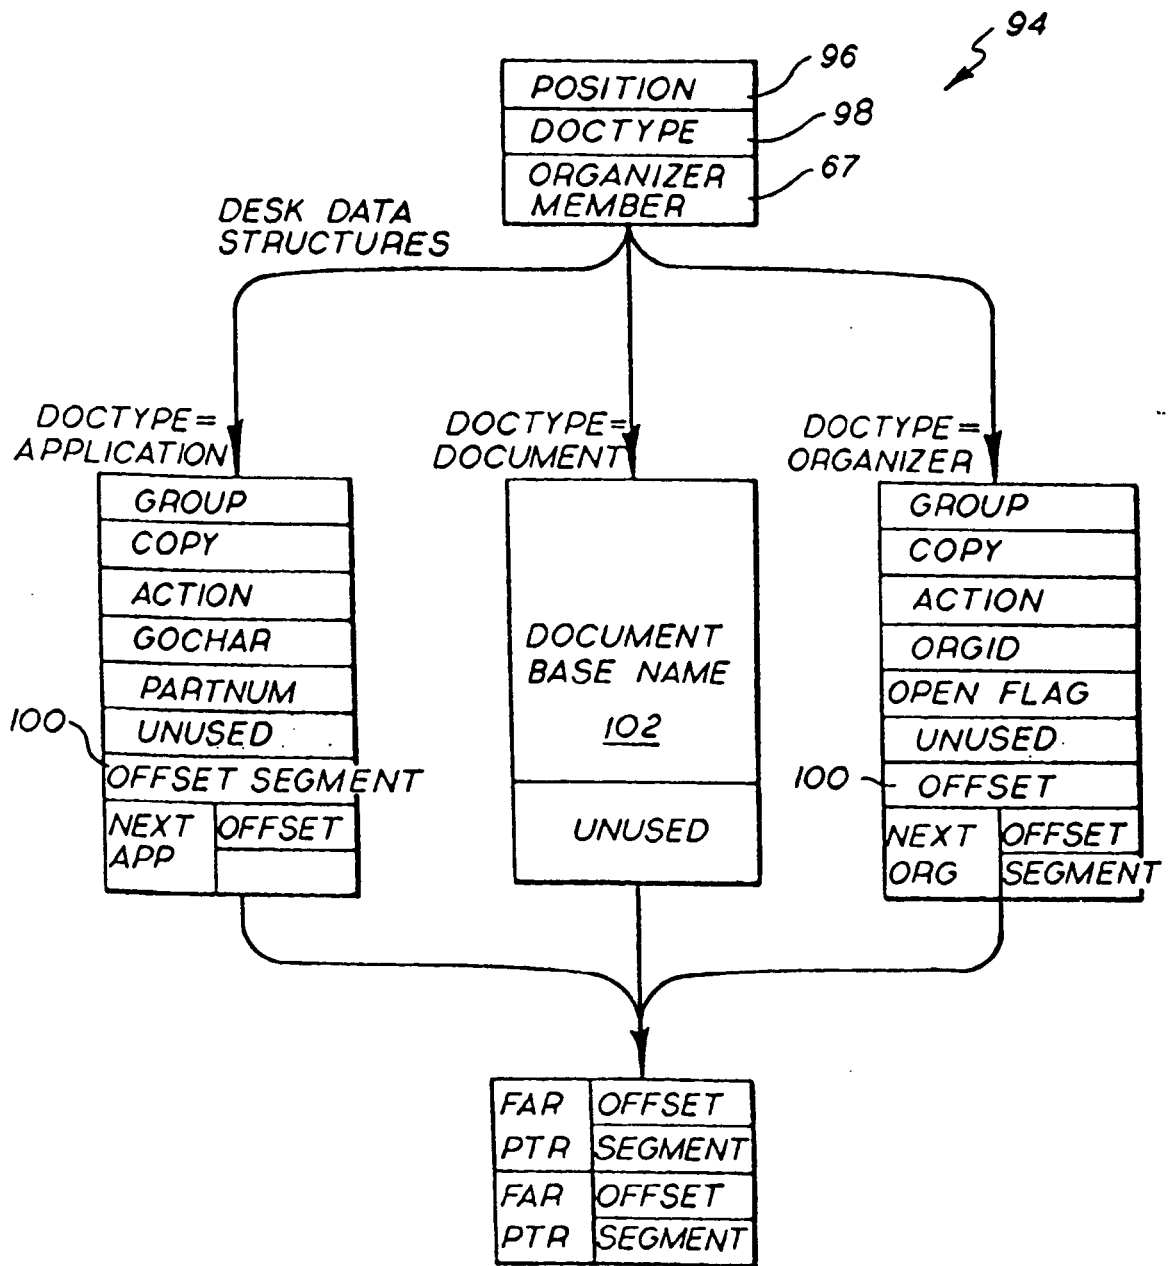 94
POSITION
96
DOCTYPE
98
ORGANIZER
MEMBER
67
DESK DATA
STRUCTURES
DOCTYPE=
APPLICATION
GROUP
COPY
ACTION
GOCHAR
PARTNUM
UNUSED
100
OFFSET SEGMENT
NEXT
APP
OFFSET
DOCTYPE=
DOCUMENT
DOCUMENT
BASE NAME
102
UNUSED
DOCTYPE=
ORGANIZER
GROUP
COPY
ACTION
ORGID
OPEN FLAG
UNUSED
100
OFFSET
NEXT
ORG
OFFSET
SEGMENT
FAR
PTR
OFFSET
SEGMENT
FAR
PTR
OFFSET
SEGMENT